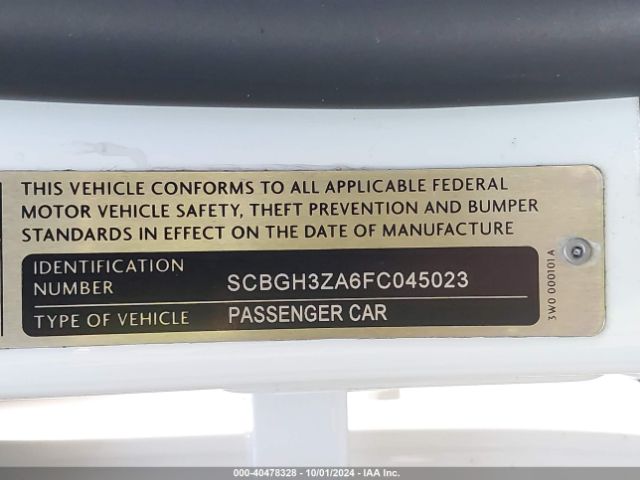 THIS VEHICLE CONFORMS TO ALL APPLICABLE FEDERAL
MOTOR VEHICLE SAFETY, THEFT PREVENTION AND BUMPER
STANDARDS IN EFFECT ON THE DATE OF MANUFACTURE
IDENTIFICATION
NUMBER
SCBGH3ZA6FC045023
TYPE OF VEHICLE
PASSENGER CAR
3W0 000101A
000-40478328 - 10/01/2024 - IAA Inc.